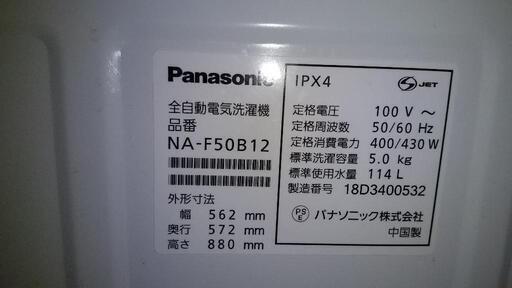 Panasonic
全自動電気洗濯機
品番
NA-F50B12
外形寸法
幅 562 mm
奥行 572 mm
高さ 880 mm
IPX4
S JET
定格電圧 100 V ～
定格周波数 50/60 Hz
定格消費電力 400/430 W
標準洗濯容量 5.0 kg
標準使用水量 114 L
製造番号 18D3400532
PSE パナソニック株式会社
中国製